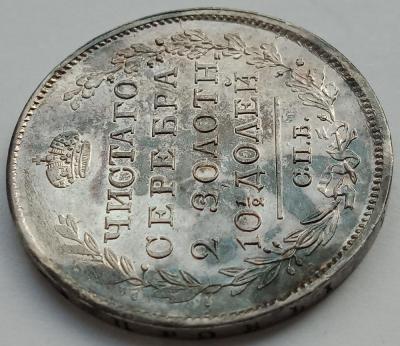 ЧИСТАГО
СЕРЕБРА
2 ЗОЛОТН
10½ ДОЛЕЙ
С.П.Б.